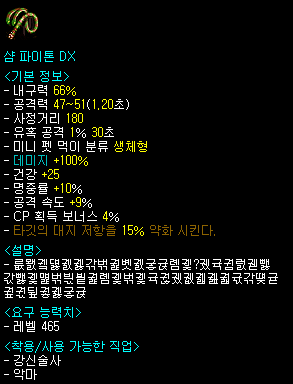 샴 파이톤 DX
<기본 정보>
- 내구력 66%
- 공격력 47~51(1,20초)
- 사정거리 180
- 유혹 공격 1% 30초
- 미니 펫 먹이 분류 생체형
- 데미지 +100%
- 건강 +25
- 명중률 +10%
- 공격 속도 +9%
- CP 획득 보너스 4%
- 타깃의 대지 저항을 15% 약화 시킨다.
<설명>
<요구 능력치>
- 레벨 465
<착용/사용 가능한 직업>
- 강신술사
- 악마